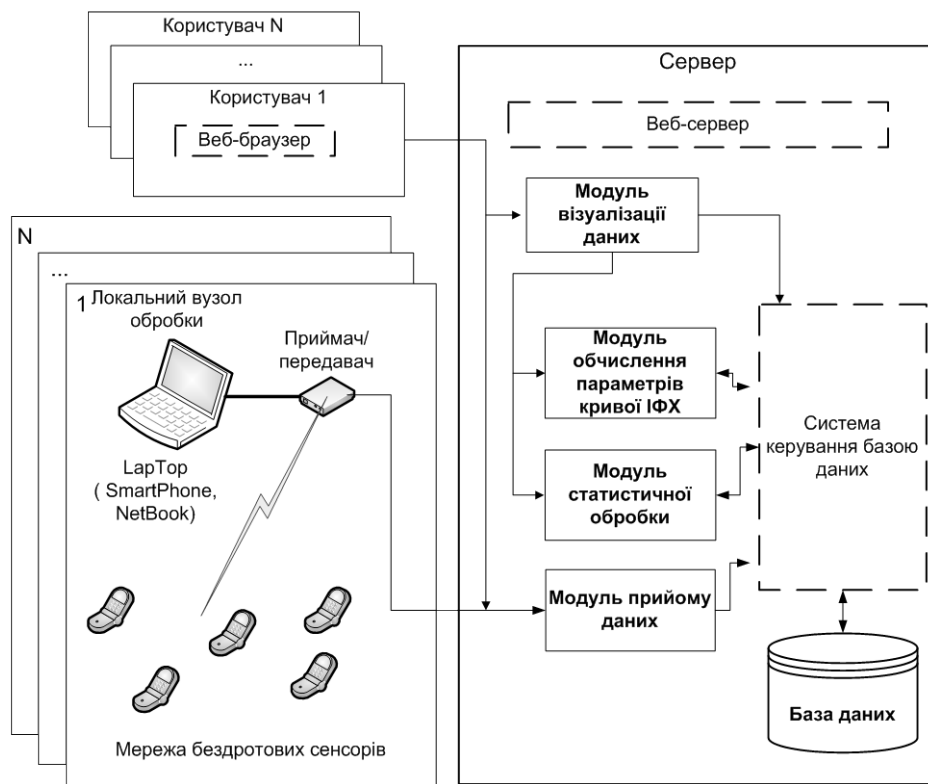 Користувач N
...
Користувач 1
Веб-браузер
Сервер
Веб-сервер
Модуль
візуалізації
даних
N
...
1
Локальний вузол
обробки
Приймач/
передавач
LapTop
( SmartPhone,
NetBook)
Мережа бездротових сенсорів
Модуль
обчислення
параметрів
кривої ІФХ
Модуль
статистичної
обробки
Модуль прийому
даних
Система
керування базою
даних
База даних